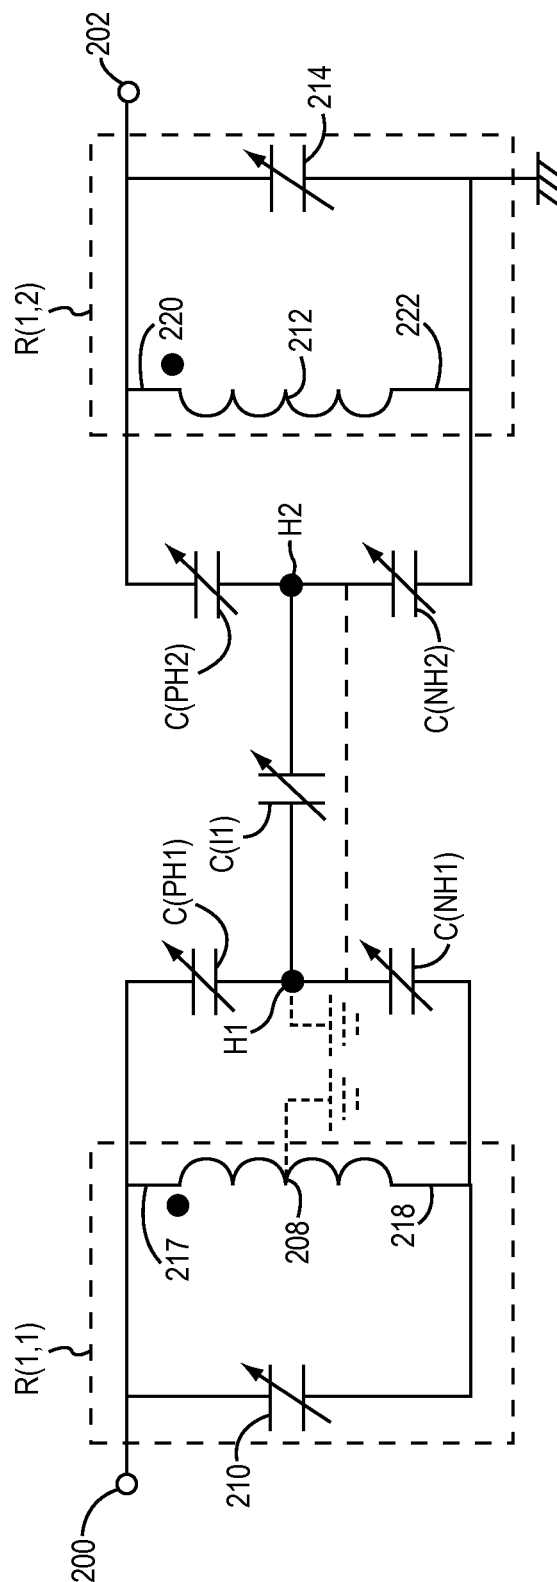 202
214
R(1,2)
220
212
222
H2
C(PH2)
C(NH2)
C(I1)
C(PH1)
C(NH1)
H1
217
208
218
R(1,1)
210
200